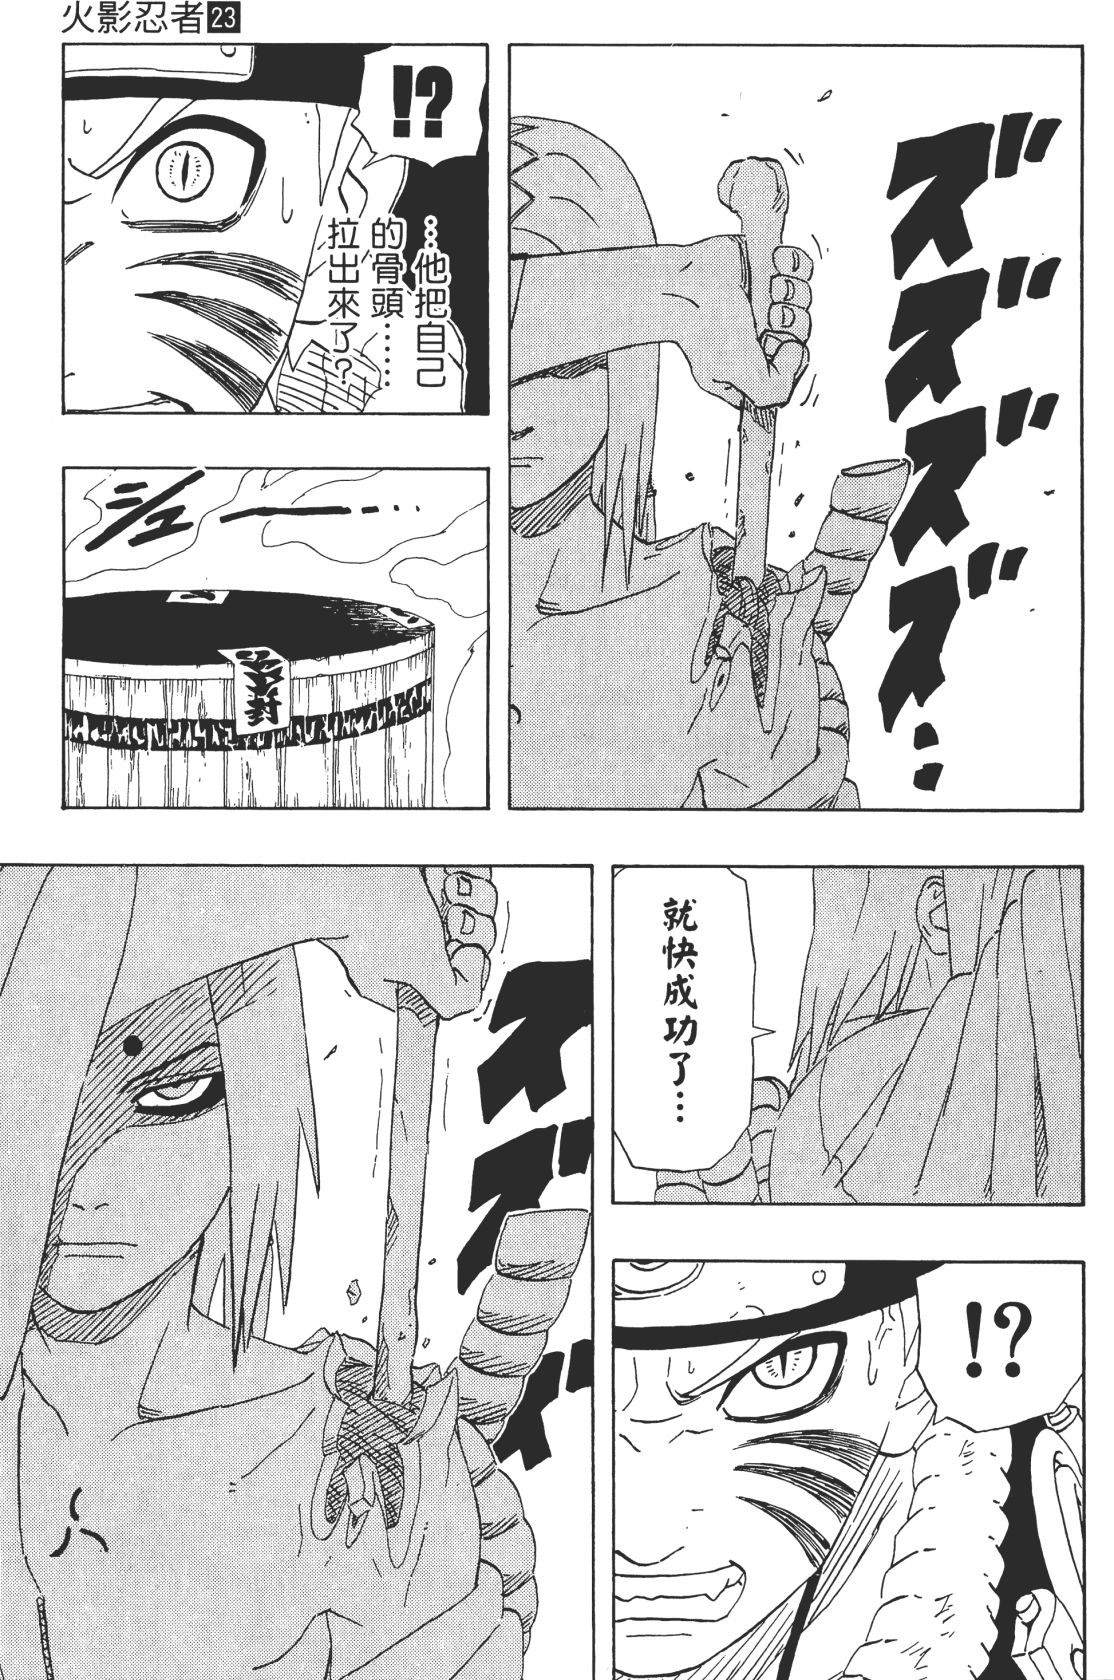 火影忍者23
ズズズズ…
!?
…他把自己
的骨頭……
拉出來了？
シュー…
封
就快成功了…
!?
ズズズ